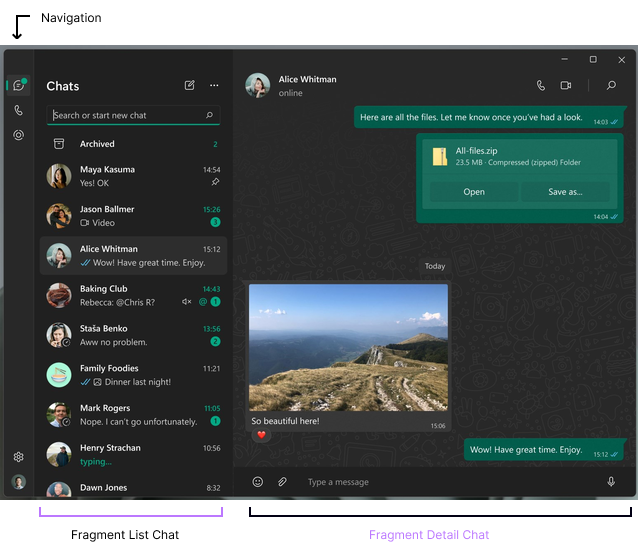 Navigation
Chats
Search or start new chat
Archived 2
Maya Kasuma 14:54
Yes! OK
Jason Ballmer 15:26
Video 3
Alice Whitman 15:12
Wow! Have great time. Enjoy.
Baking Club 14:43
Rebecca: @Chris R? @ 1
Staša Benko 13:56
Aww no problem. 2
Family Foodies 11:21
Dinner last night!
Mark Rogers 11:05
Nope. I can't go unfortunately. 1
Henry Strachan 10:56
typing...
Dawn Jones 8:32
Alice Whitman
online
Here are all the files. Let me know once you've had a look. 14:03
All-files.zip
23.5 MB · Compressed (zipped) Folder
Open Save as...
14:04
Today
So beautiful here!
15:06
Wow! Have great time. Enjoy. 15:12
Type a message
Fragment List Chat
Fragment Detail Chat